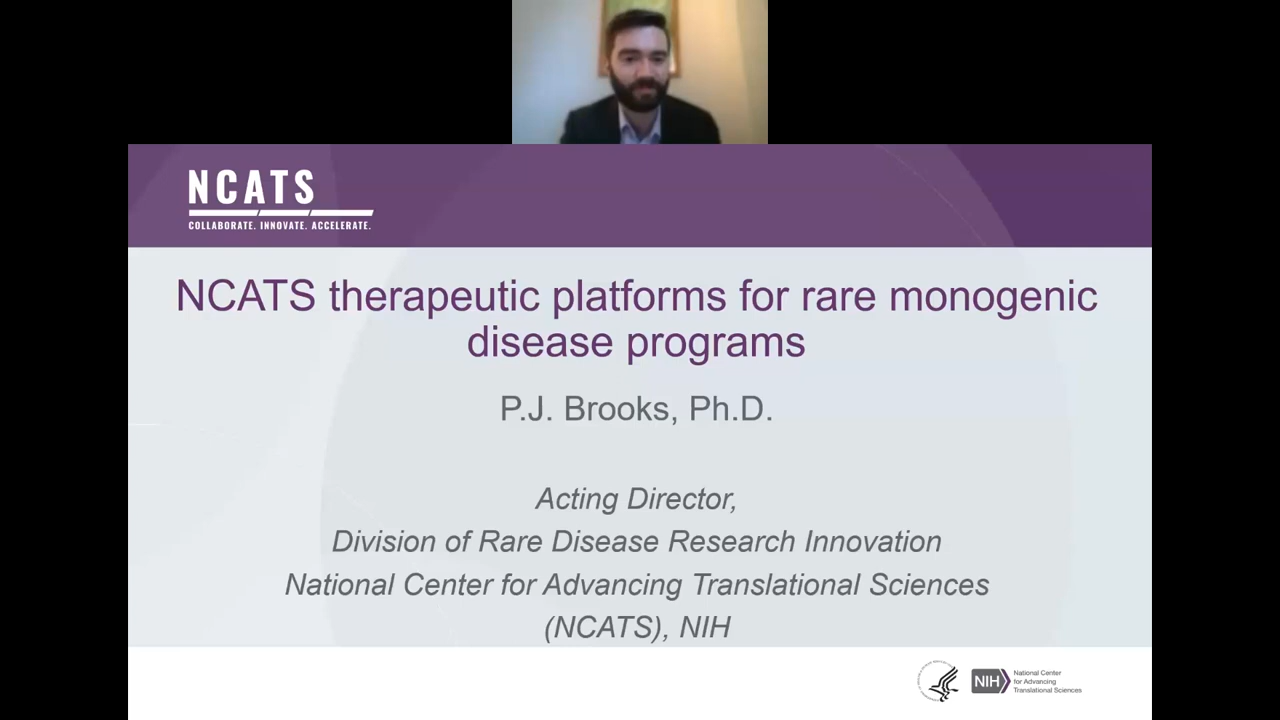 NCATS
COLLABORATE. INNOVATE. ACCELERATE.
NCATS therapeutic platforms for rare monogenic
disease programs
P.J. Brooks, Ph.D.
Acting Director,
Division of Rare Disease Research Innovation
National Center for Advancing Translational Sciences
(NCATS), NIH
NIH
National Center
for Advancing
Translational Sciences